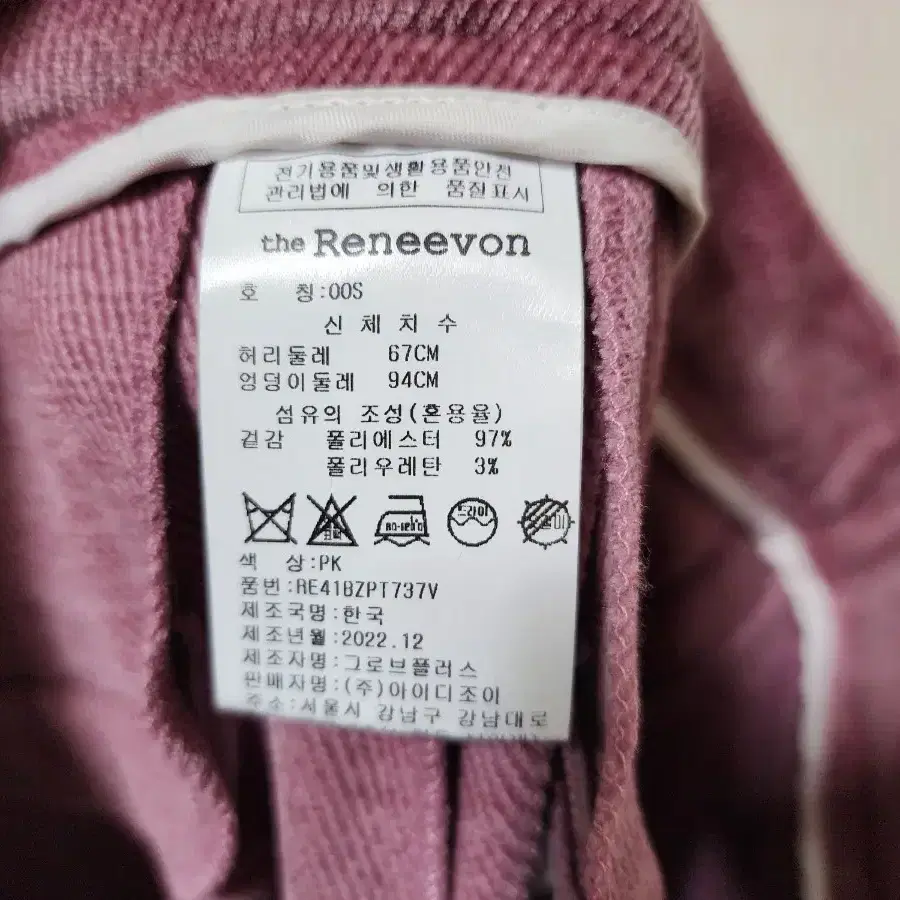 전기용품및생활용품안전
관리법에 의한 품질표시
the Reneevon
호 칭:00S
신 체 치 수
허리둘레 67CM
엉덩이둘레 94CM
섬유의 조성(혼용율)
겉감 폴리에스터 97%
폴리우레탄 3%
드라이
색 상:PK
품번:RE41BZPT737V
제조국명:한국
제조년월:2022.12
제조자명:그로브플러스
판매자명:(주)아이디조이
주소:서울시 강남구 강남대로